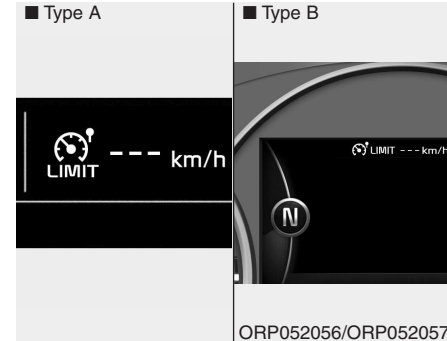 ■ Type A
LIMIT --- km/h
■ Type B
LIMIT --- km/h
N
ORP052056/ORP052057